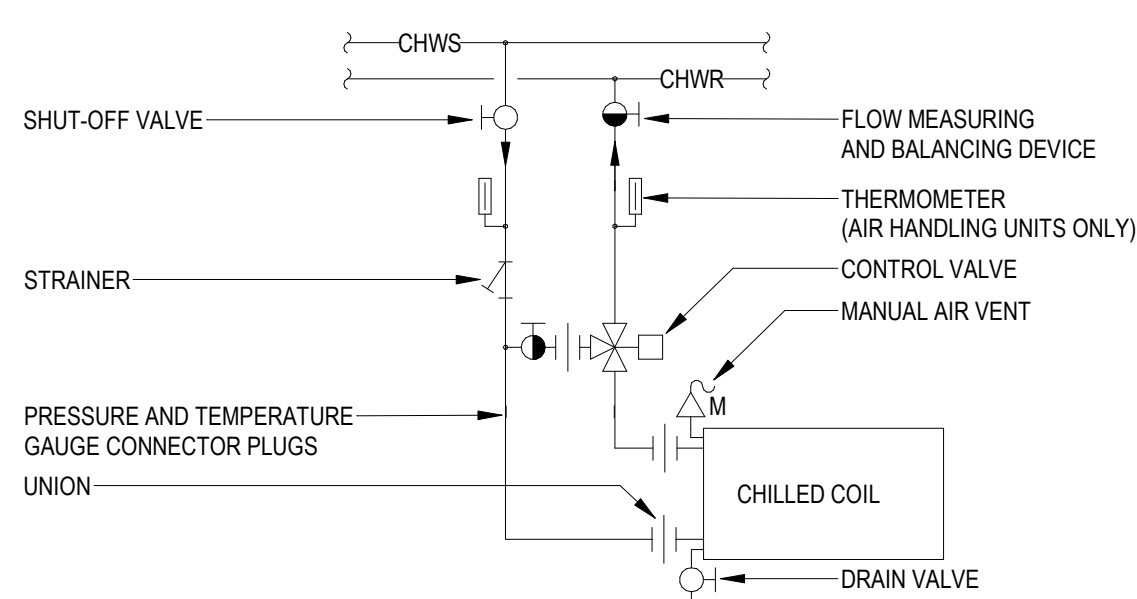 CHWS
CHWR
SHUT-OFF VALVE
FLOW MEASURING
AND BALANCING DEVICE
THERMOMETER
(AIR HANDLING UNITS ONLY)
STRAINER
CONTROL VALVE
MANUAL AIR VENT
M
PRESSURE AND TEMPERATURE
GAUGE CONNECTOR PLUGS
UNION
CHILLED COIL
DRAIN VALVE